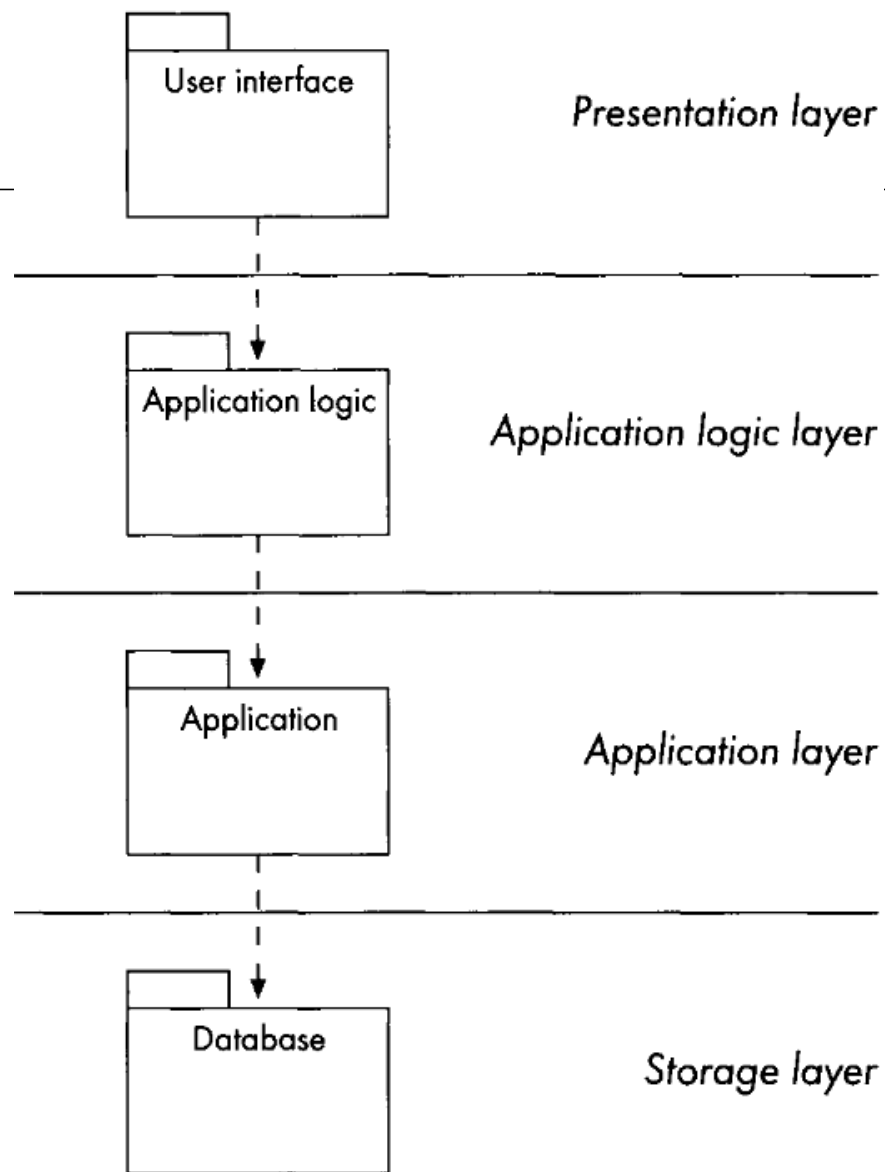 User interface
Presentation layer
Application logic
Application logic layer
Application
Application layer
Database
Storage layer